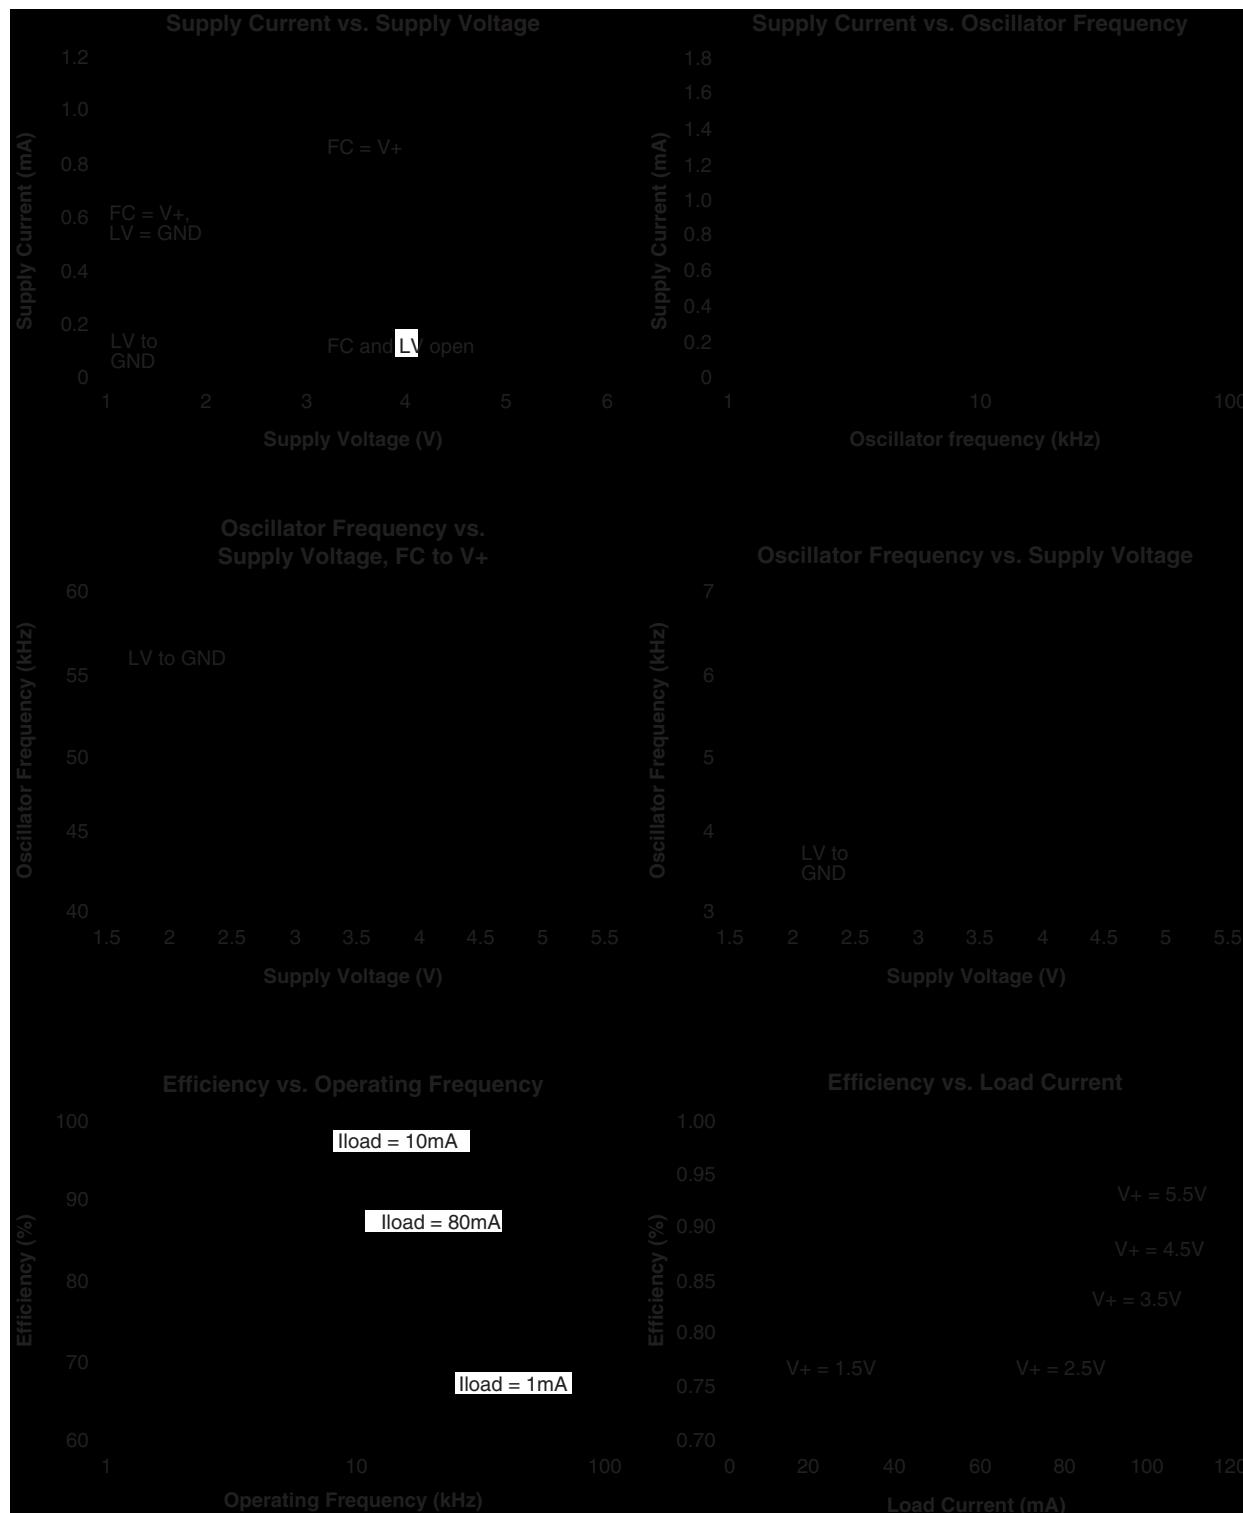 Supply Current vs. Supply Voltage
1.2
1.0
0.8
0.6
0.4
0.2
0
Supply Current (mA)
FC = V+
FC = V+,
LV = GND
LV to
GND
FC and LV open
1 2 3 4 5 6
Supply Voltage (V)
Supply Current vs. Oscillator Frequency
1.8
1.6
1.4
1.2
1.0
0.8
0.6
0.4
0.2
0
Supply Current (mA)
1 10 100
Oscillator frequency (kHz)
Oscillator Frequency vs.
Supply Voltage, FC to V+
60
55
50
45
40
Oscillator Frequency (kHz)
LV to GND
1.5 2 2.5 3 3.5 4 4.5 5 5.5
Supply Voltage (V)
Oscillator Frequency vs. Supply Voltage
7
6
5
4
3
Oscillator Frequency (kHz)
LV to
GND
1.5 2 2.5 3 3.5 4 4.5 5 5.5
Supply Voltage (V)
Efficiency vs. Operating Frequency
100
90
80
70
60
Efficiency (%)
Iload = 10mA
Iload = 80mA
Iload = 1mA
1 10 100
Operating Frequency (kHz)
Efficiency vs. Load Current
1.00
0.95
0.90
0.85
0.80
0.75
0.70
Efficiency (%)
V+ = 5.5V
V+ = 4.5V
V+ = 3.5V
V+ = 1.5V
V+ = 2.5V
0 20 40 60 80 100 120
Load Current (mA)